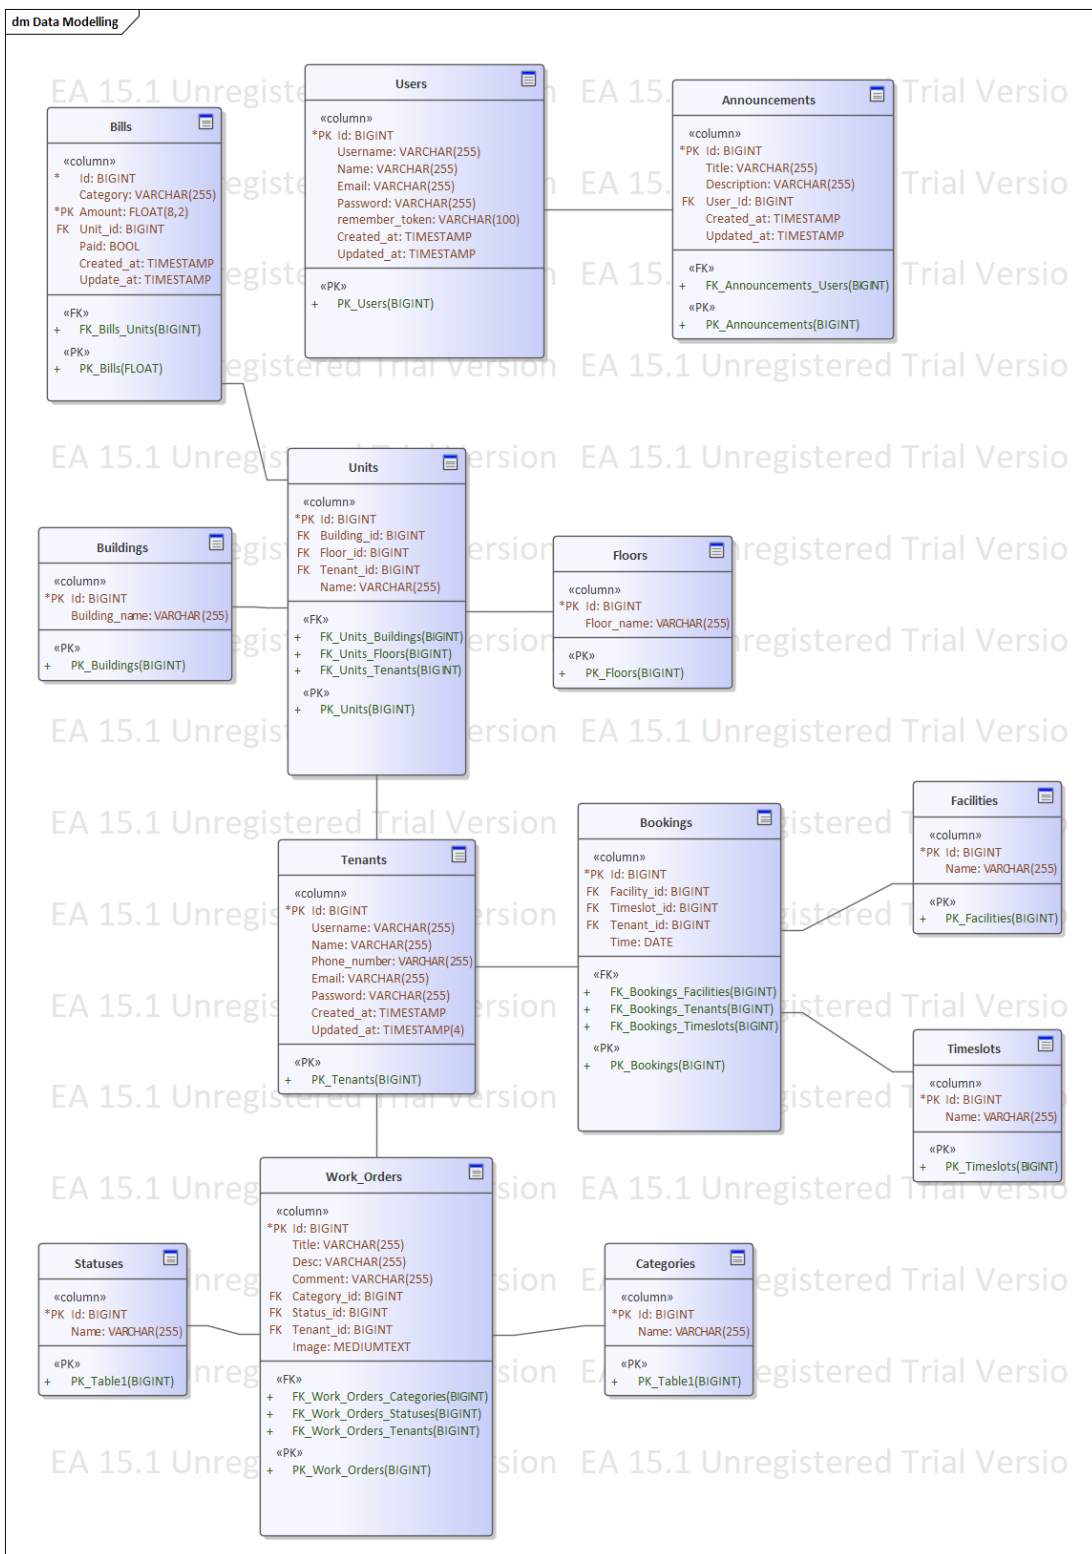 dm Data Modelling
EA 15.1 Unregistered Trial Version EA 15.1 Unregistered Trial Versio
Users
«column»
*PK Id: BIGINT
Username: VARCHAR(255)
Name: VARCHAR(255)
Email: VARCHAR(255)
Password: VARCHAR(255)
remember_token: VARCHAR(100)
Created_at: TIMESTAMP
Updated_at: TIMESTAMP
«PK»
+ PK_Users(BIGINT)
Announcements
«column»
*PK Id: BIGINT
Title: VARCHAR(255)
Description: VARCHAR(255)
FK User_Id: BIGINT
Created_at: TIMESTAMP
Updated_at: TIMESTAMP
«FK»
+ FK_Announcements_Users(BIGINT)
«PK»
+ PK_Announcements(BIGINT)
Bills
«column»
* Id: BIGINT
Category: VARCHAR(255)
*PK Amount: FLOAT(8,2)
FK Unit_id: BIGINT
Paid: BOOL
Created_at: TIMESTAMP
Update_at: TIMESTAMP
«FK»
+ FK_Bills_Units(BIGINT)
«PK»
+ PK_Bills(FLOAT)
Units
«column»
*PK Id: BIGINT
FK Building_id: BIGINT
FK Floor_id: BIGINT
FK Tenant_id: BIGINT
Name: VARCHAR(255)
«FK»
+ FK_Units_Buildings(BIGINT)
+ FK_Units_Floors(BIGINT)
+ FK_Units_Tenants(BIGINT)
«PK»
+ PK_Units(BIGINT)
Buildings
«column»
*PK Id: BIGINT
Building_name: VARCHAR(255)
«PK»
+ PK_Buildings(BIGINT)
Floors
«column»
*PK Id: BIGINT
Floor_name: VARCHAR(255)
«PK»
+ PK_Floors(BIGINT)
Tenants
«column»
*PK Id: BIGINT
Username: VARCHAR(255)
Name: VARCHAR(255)
Phone_number: VARCHAR(255)
Email: VARCHAR(255)
Password: VARCHAR(255)
Created_at: TIMESTAMP
Updated_at: TIMESTAMP(4)
«PK»
+ PK_Tenants(BIGINT)
Bookings
«column»
*PK Id: BIGINT
FK Facility_id: BIGINT
FK Timeslot_id: BIGINT
FK Tenant_id: BIGINT
Time: DATE
«FK»
+ FK_Bookings_Facilities(BIGINT)
+ FK_Bookings_Tenants(BIGINT)
+ FK_Bookings_Timeslots(BIGINT)
«PK»
+ PK_Bookings(BIGINT)
Facilities
«column»
*PK Id: BIGINT
Name: VARCHAR(255)
«PK»
+ PK_Facilities(BIGINT)
Timeslots
«column»
*PK Id: BIGINT
Name: VARCHAR(255)
«PK»
+ PK_Timeslots(BIGINT)
Work_Orders
«column»
*PK Id: BIGINT
Title: VARCHAR(255)
Desc: VARCHAR(255)
Comment: VARCHAR(255)
FK Category_id: BIGINT
FK Status_id: BIGINT
FK Tenant_id: BIGINT
Image: MEDIUMTEXT
«FK»
+ FK_Work_Orders_Categories(BIGINT)
+ FK_Work_Orders_Statuses(BIGINT)
+ FK_Work_Orders_Tenants(BIGINT)
«PK»
+ PK_Work_Orders(BIGINT)
Statuses
«column»
*PK Id: BIGINT
Name: VARCHAR(255)
«PK»
+ PK_Table1(BIGINT)
Categories
«column»
*PK Id: BIGINT
Name: VARCHAR(255)
«PK»
+ PK_Table1(BIGINT)